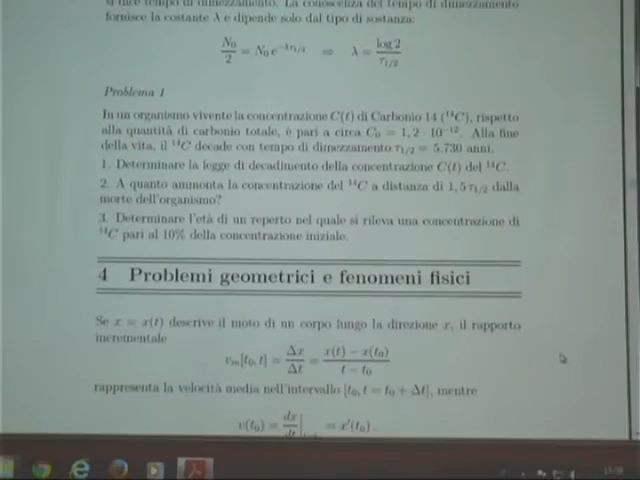 si dice tempo di dimezzamento. La conoscenza del tempo di dimezzamento
fornisce la costante λ e dipende solo dal tipo di sostanza:
N₀/2 = N₀ e^(−λτ₁/₂) ⇒ λ = log 2/τ₁/₂
Problema 1
In un organismo vivente la concentrazione C(t) di Carbonio 14 (¹⁴C), rispetto
alla quantità di carbonio totale, è pari a circa C₀ = 1,2 · 10⁻¹². Alla fine
della vita, il ¹⁴C decade con tempo di dimezzamento τ₁/₂ = 5.730 anni.
1. Determinare la legge di decadimento della concentrazione C(t) del ¹⁴C.
2. A quanto ammonta la concentrazione del ¹⁴C a distanza di 1,5 τ₁/₂ dalla
morte dell'organismo?
3. Determinare l'età di un reperto nel quale si rileva una concentrazione di
¹⁴C pari al 10% della concentrazione iniziale.
4 Problemi geometrici e fenomeni fisici
Se x = x(t) descrive il moto di un corpo lungo la direzione x, il rapporto
incrementale
vₘ[t₀, t] = Δx/Δt = (x(t) − x(t₀))/(t − t₀)
rappresenta la velocità media nell'intervallo [t₀, t = t₀ + Δt], mentre
v(t₀) = dx/dt| = x′(t₀).